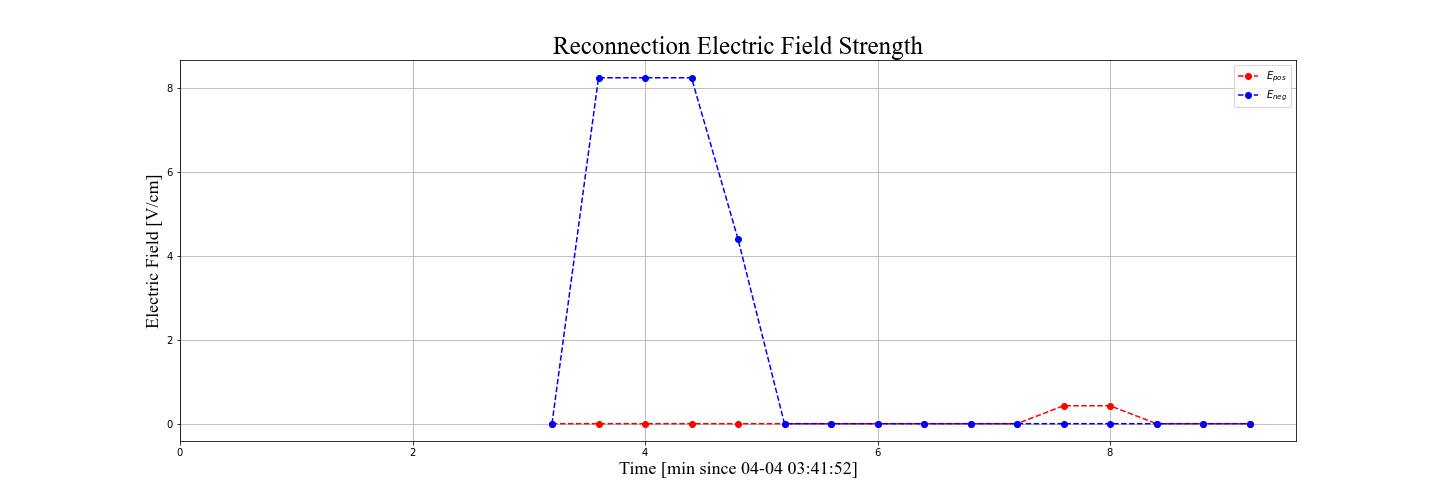 Reconnection Electric Field Strength
E_pos
E_neg
8
6
4
2
0
Electric Field [V/cm]
0 2 4 6 8
Time [min since 04-04 03:41:52]